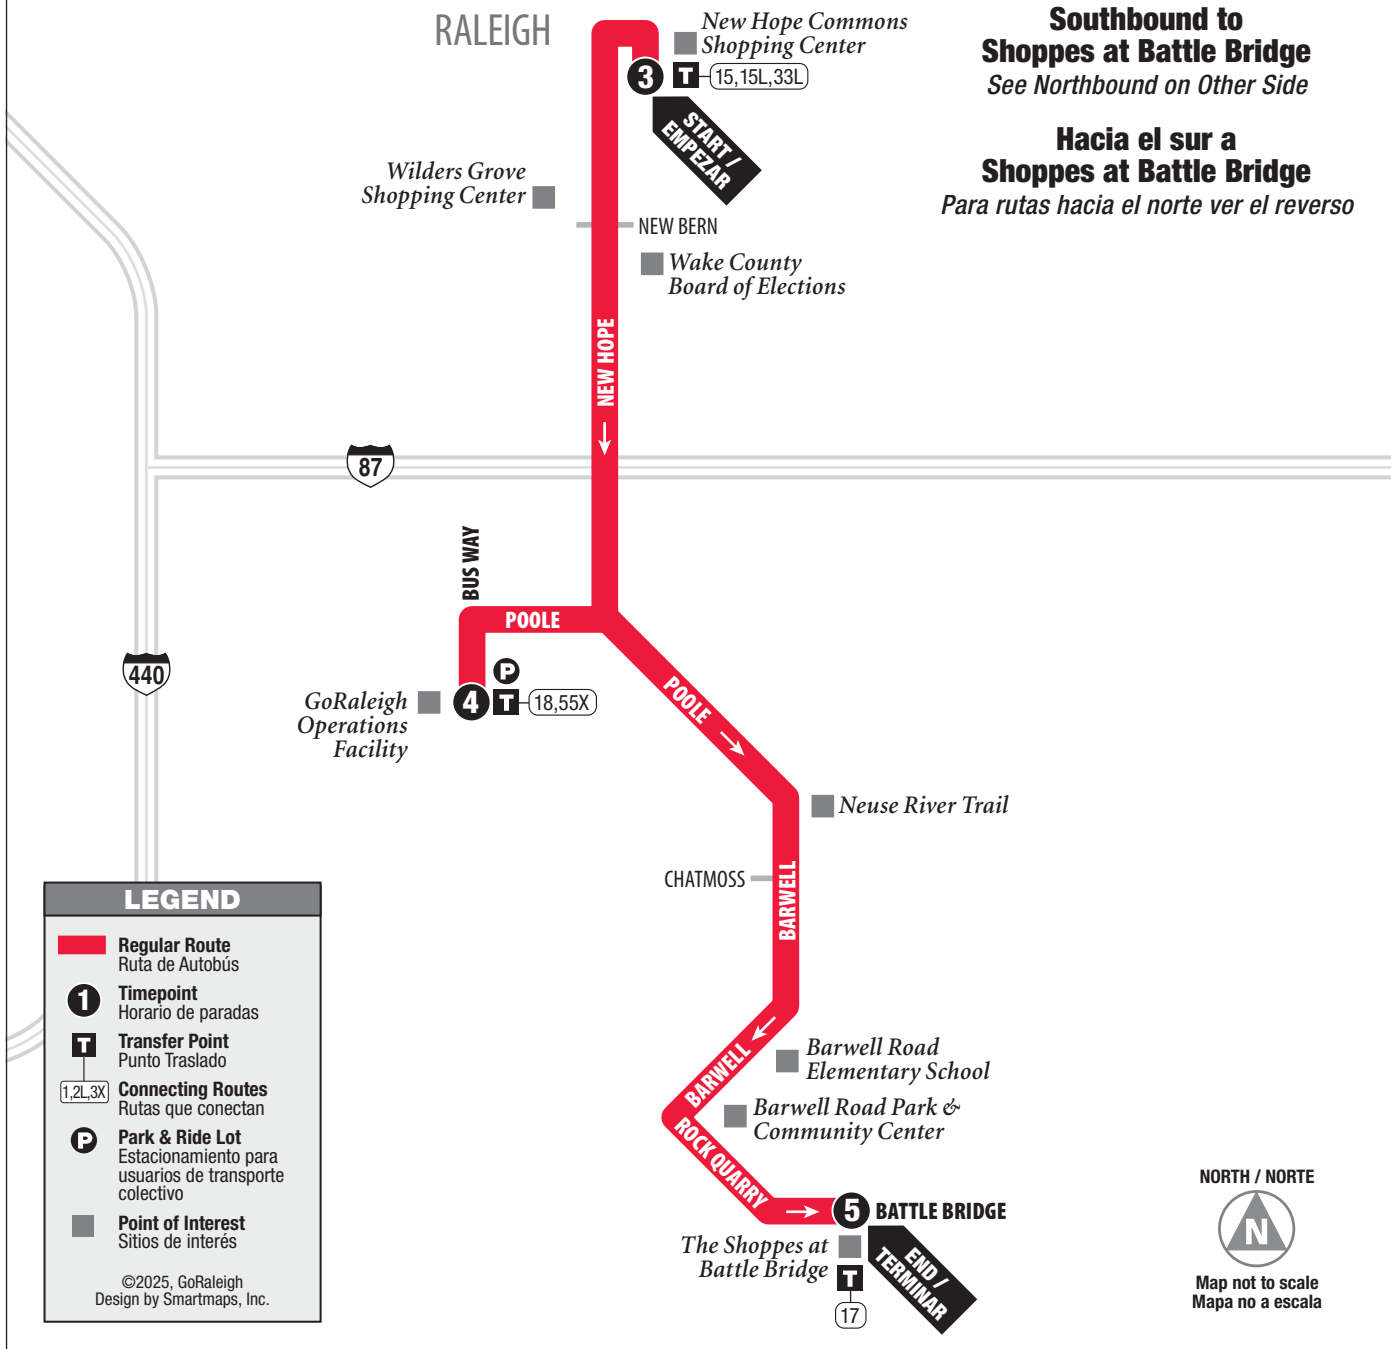 RALEIGH
New Hope Commons
Shopping Center
3
T
15,15L,33L
START /
EMPEZAR
Southbound to
Shoppes at Battle Bridge
See Northbound on Other Side
Hacia el sur a
Shoppes at Battle Bridge
Para rutas hacia el norte ver el reverso
Wilders Grove
Shopping Center
NEW BERN
Wake County
Board of Elections
NEW HOPE
87
BUS WAY
POOLE
440
P
GoRaleigh
Operations
Facility
4
T
18,55X
POOLE
Neuse River Trail
CHATMOSS
BARWELL
BARWELL
Barwell Road
Elementary School
Barwell Road Park &
Community Center
ROCK QUARRY
5
BATTLE BRIDGE
The Shoppes at
Battle Bridge
T
17
END /
TERMINAR
LEGEND
Regular Route
Ruta de Autobús
1
Timepoint
Horario de paradas
T
Transfer Point
Punto Traslado
1,2L,3X
Connecting Routes
Rutas que conectan
P
Park & Ride Lot
Estacionamiento para
usuarios de transporte
colectivo
Point of Interest
Sitios de interés
©2025, GoRaleigh
Design by Smartmaps, Inc.
NORTH / NORTE
N
Map not to scale
Mapa no a escala